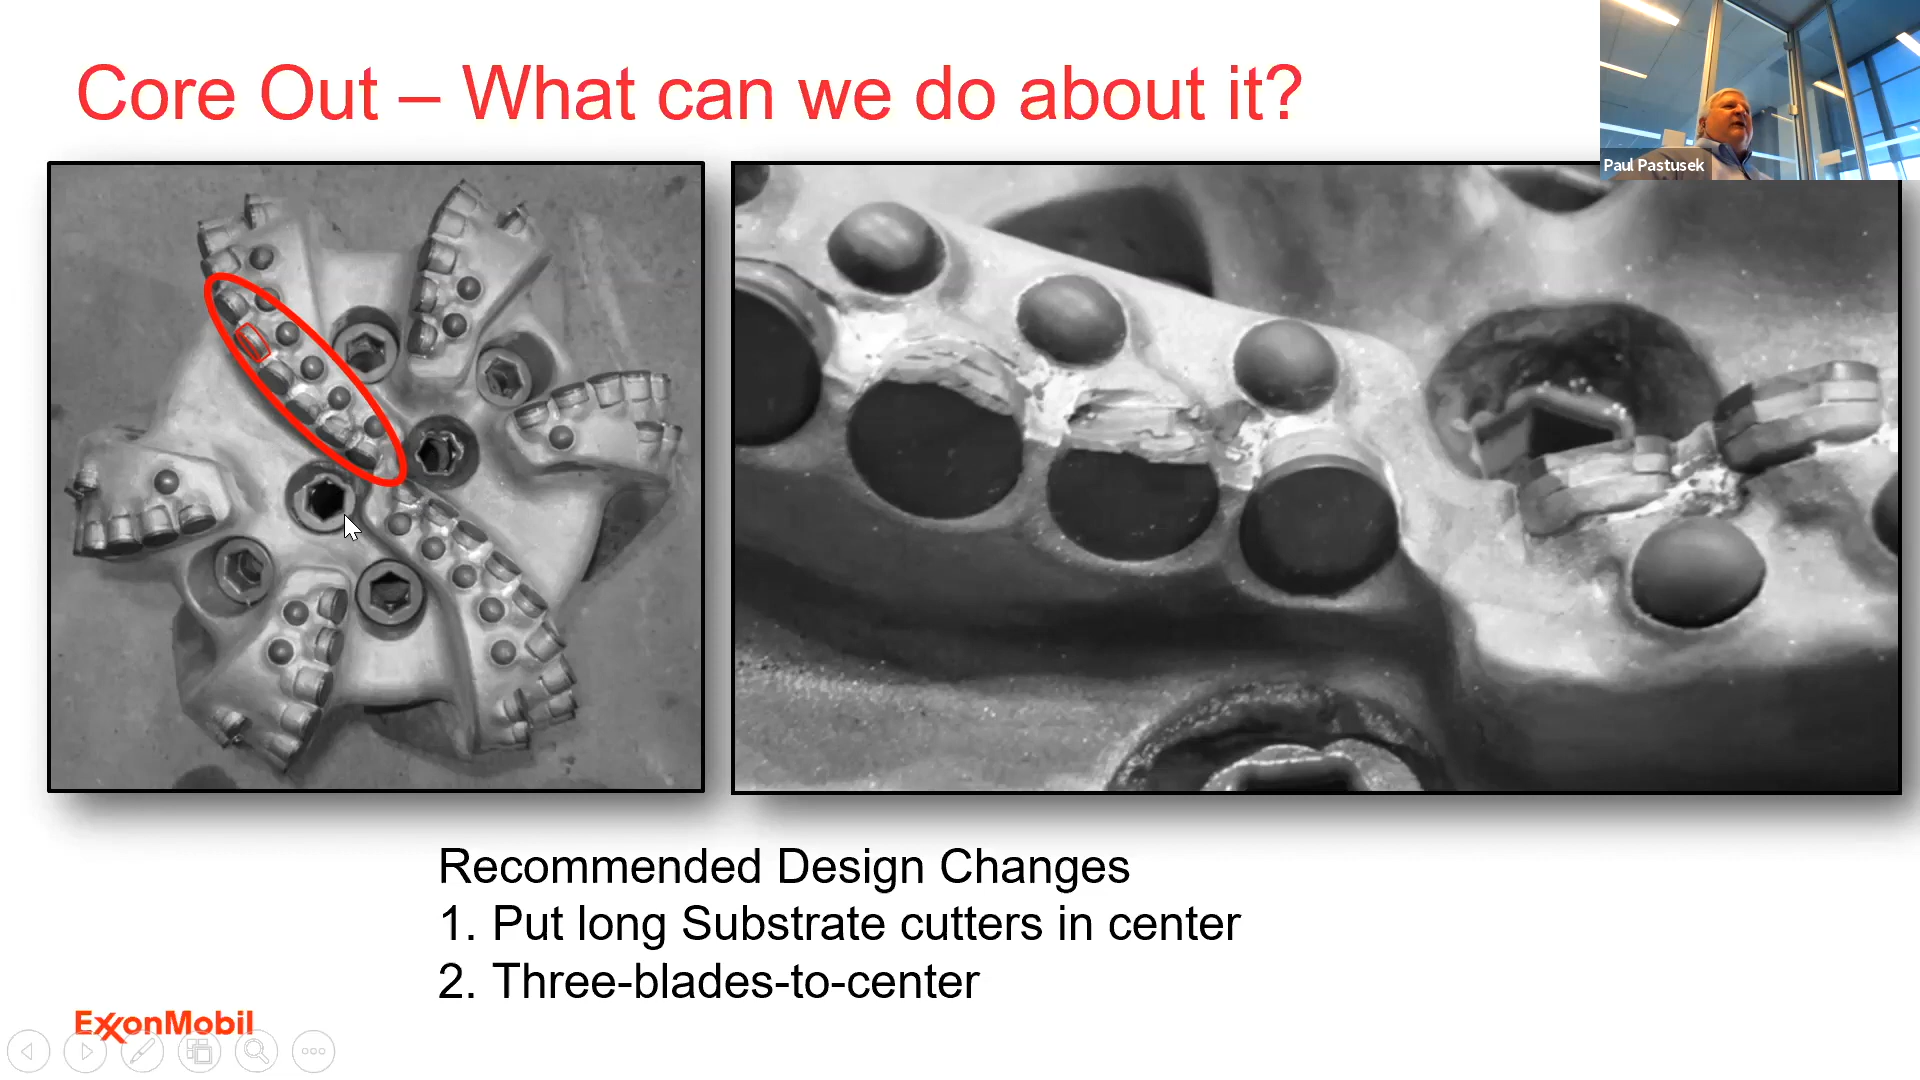 Core Out – What can we do about it?
Paul Pastusek
Recommended Design Changes
1. Put long Substrate cutters in center
2. Three-blades-to-center
ExxonMobil